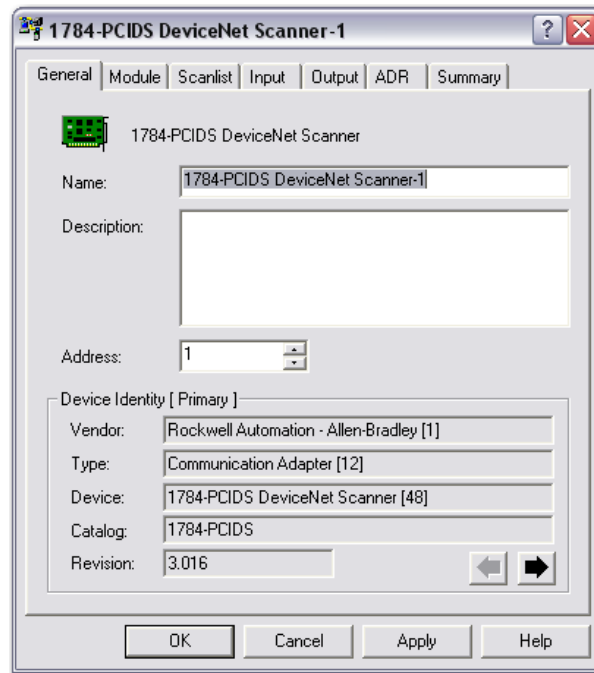 1784-PCIDS DeviceNet Scanner-1
General Module Scanlist Input Output ADR Summary
1784-PCIDS DeviceNet Scanner
Name: 1784-PCIDS DeviceNet Scanner-1
Description:
Address: 1
Device Identity [ Primary ]
Vendor: Rockwell Automation - Allen-Bradley [1]
Type: Communication Adapter [12]
Device: 1784-PCIDS DeviceNet Scanner [48]
Catalog: 1784-PCIDS
Revision: 3.016
OK Cancel Apply Help